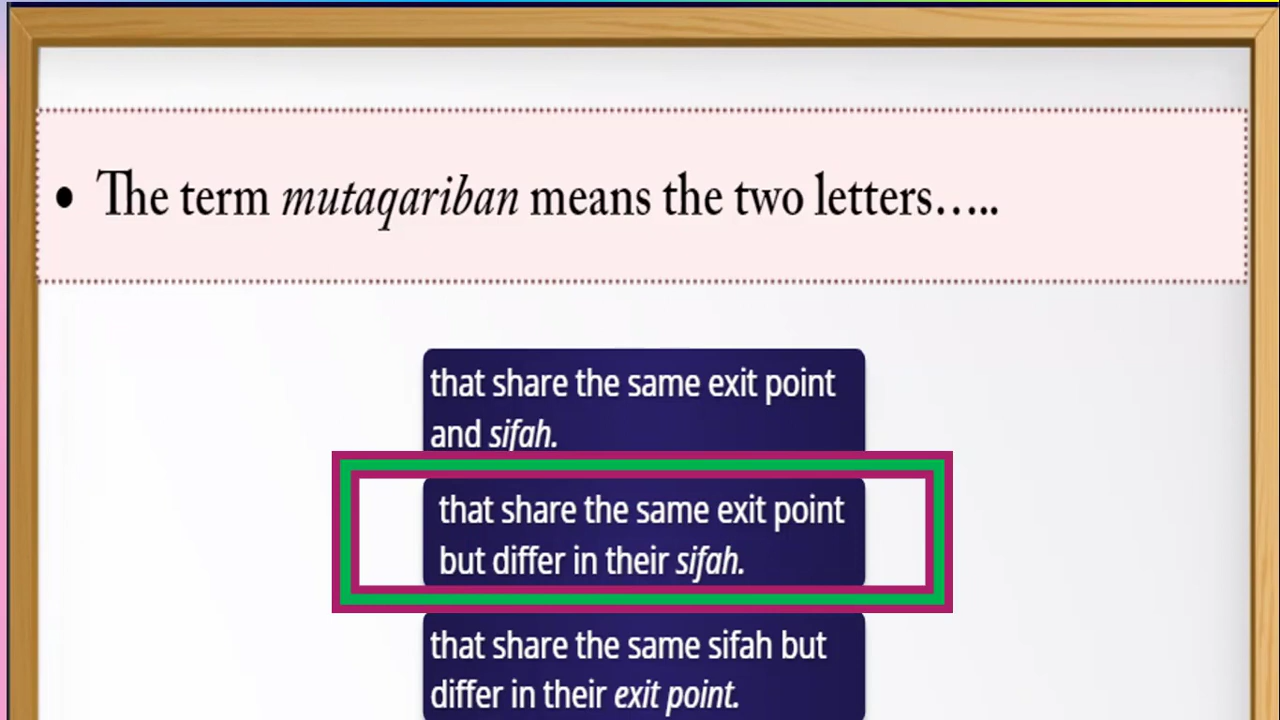 • The term mutaqariban means the two letters…..
that share the same exit point
and sifah.
that share the same exit point
but differ in their sifah.
that share the same sifah but
differ in their exit point.